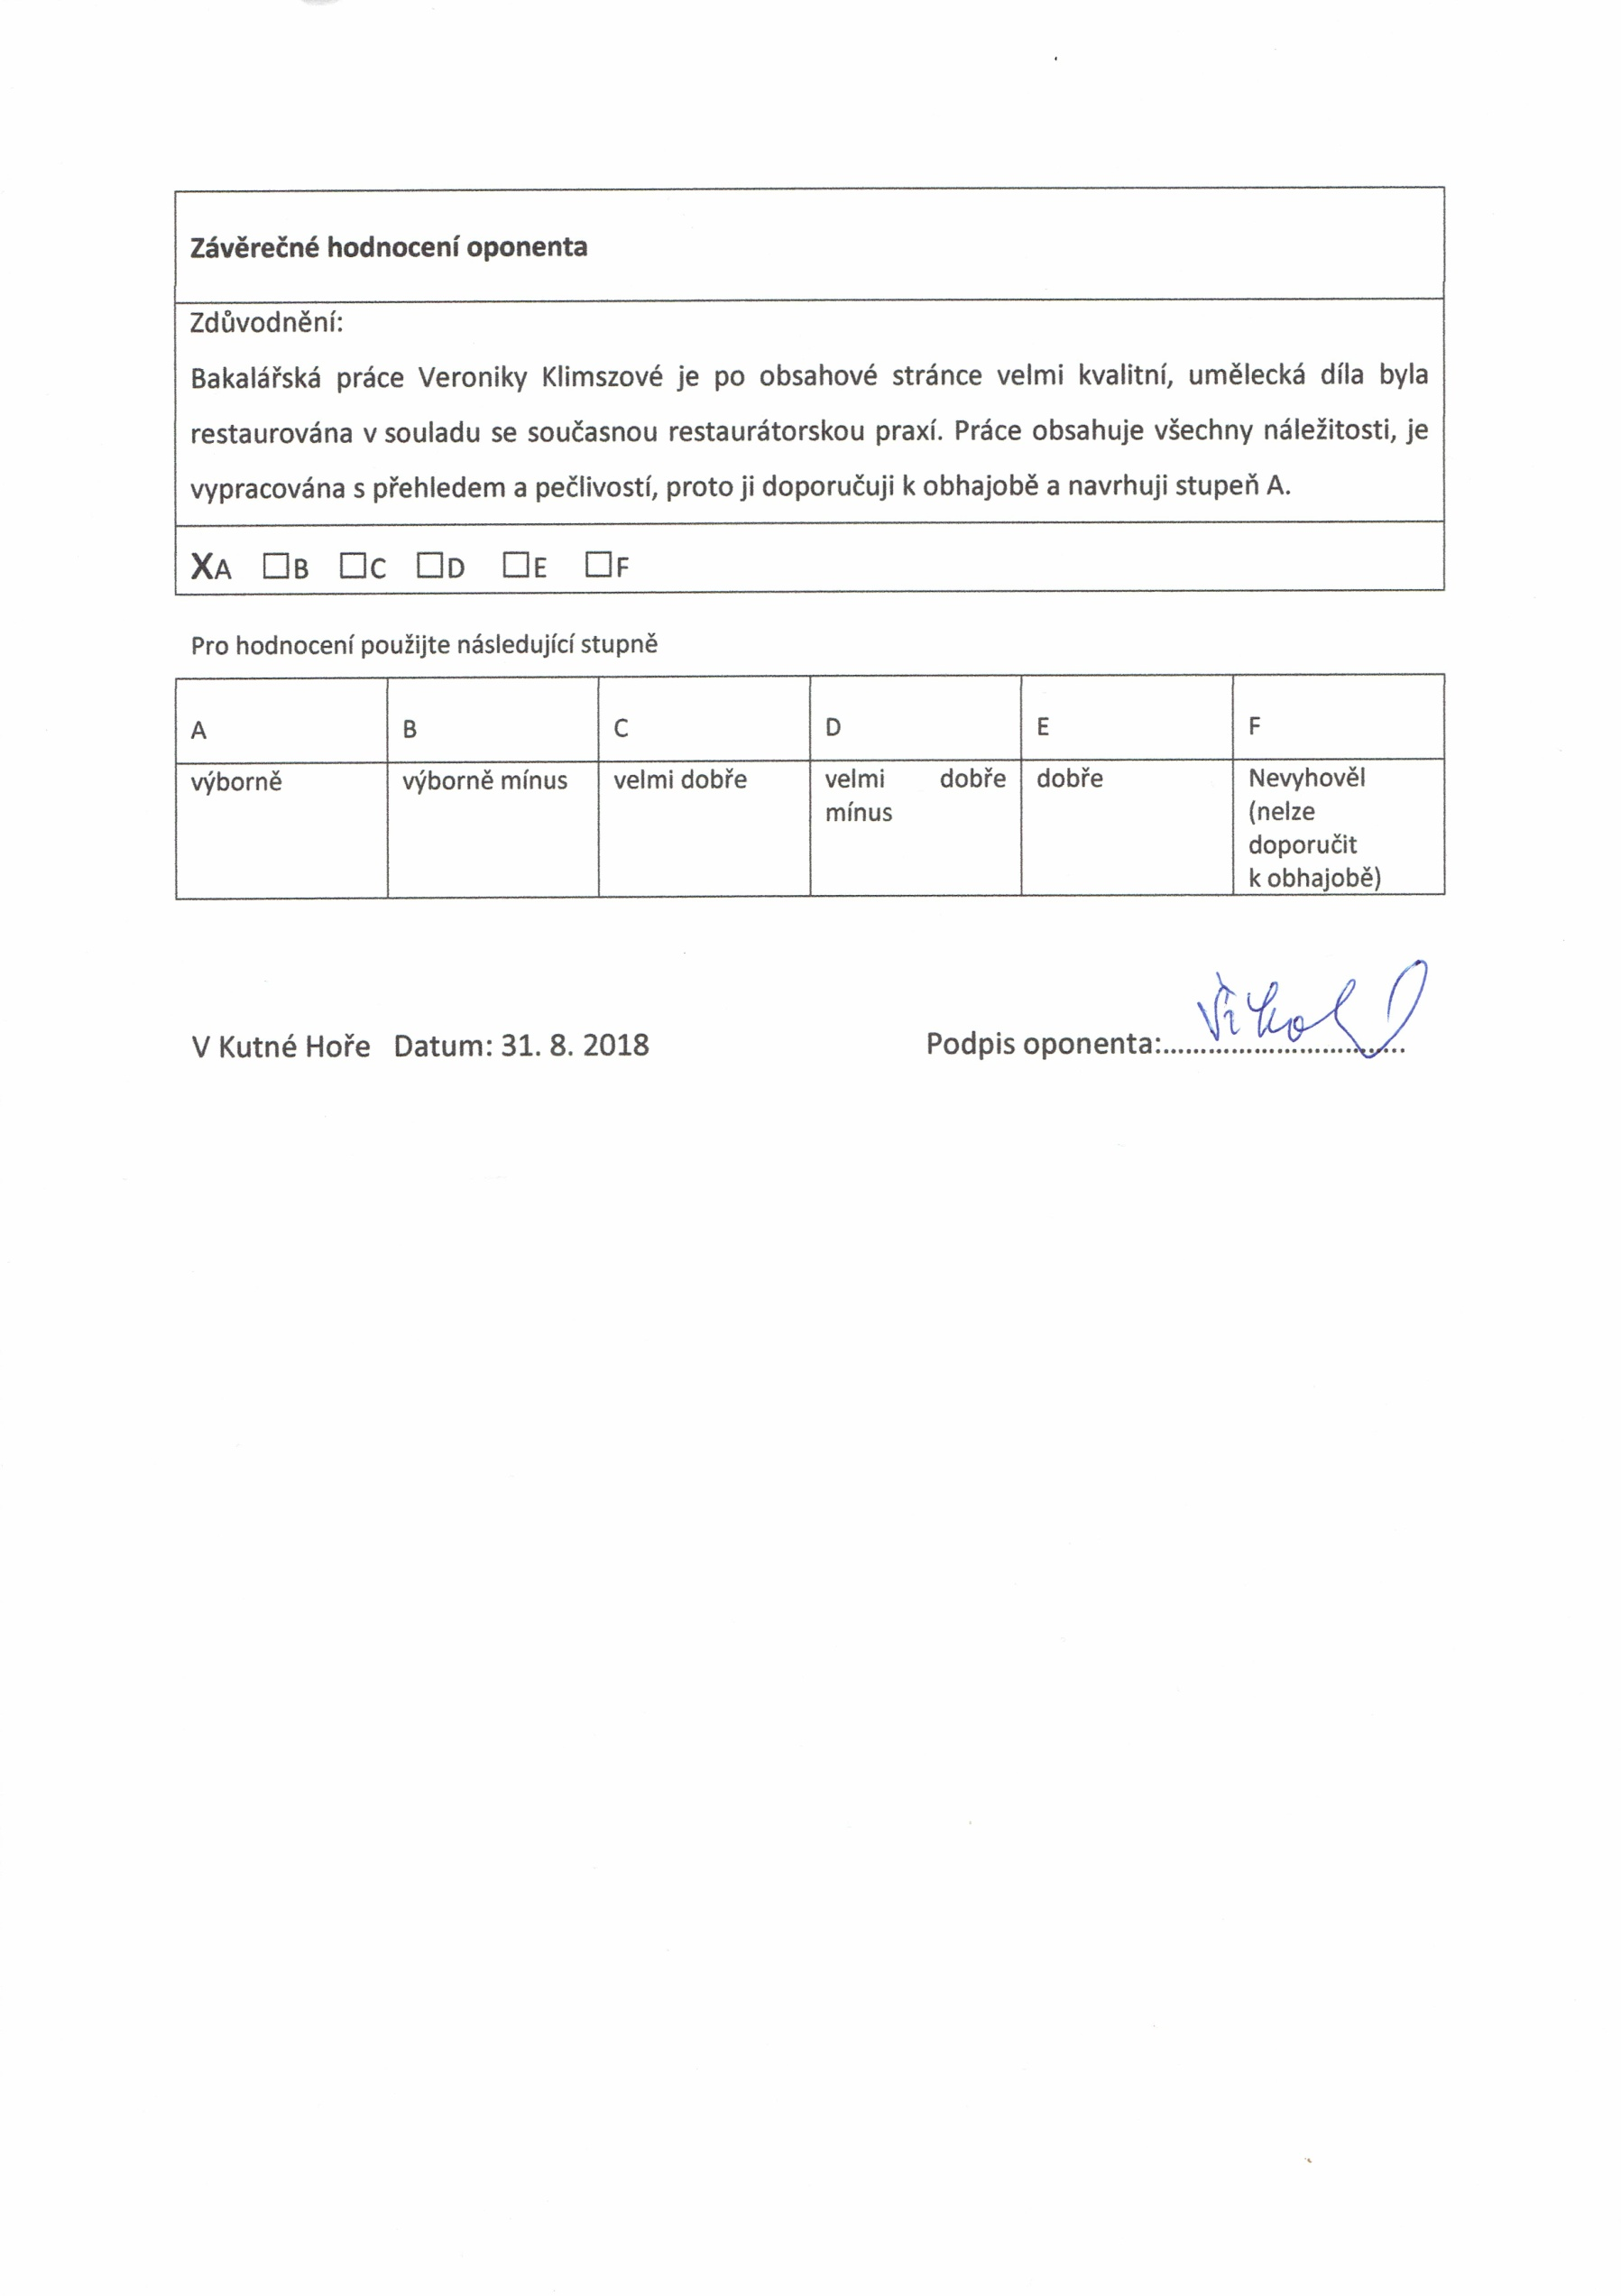 Závěrečné hodnocení oponenta
Zdůvodnění:
Bakalářská práce Veroniky Klimszové je po obsahové stránce velmi kvalitní, umělecká díla byla
restaurována v souladu se současnou restaurátorskou praxí. Práce obsahuje všechny náležitosti, je
vypracována s přehledem a pečlivostí, proto ji doporučuji k obhajobě a navrhuji stupeň A.
XA ☐B ☐C ☐D ☐E ☐F
Pro hodnocení použijte následující stupně
A B C D E F
výborně výborně mínus velmi dobře velmi dobře dobře Nevyhověl
mínus (nelze
doporučit
k obhajobě)
V Kutné Hoře Datum: 31. 8. 2018 Podpis oponenta:................................